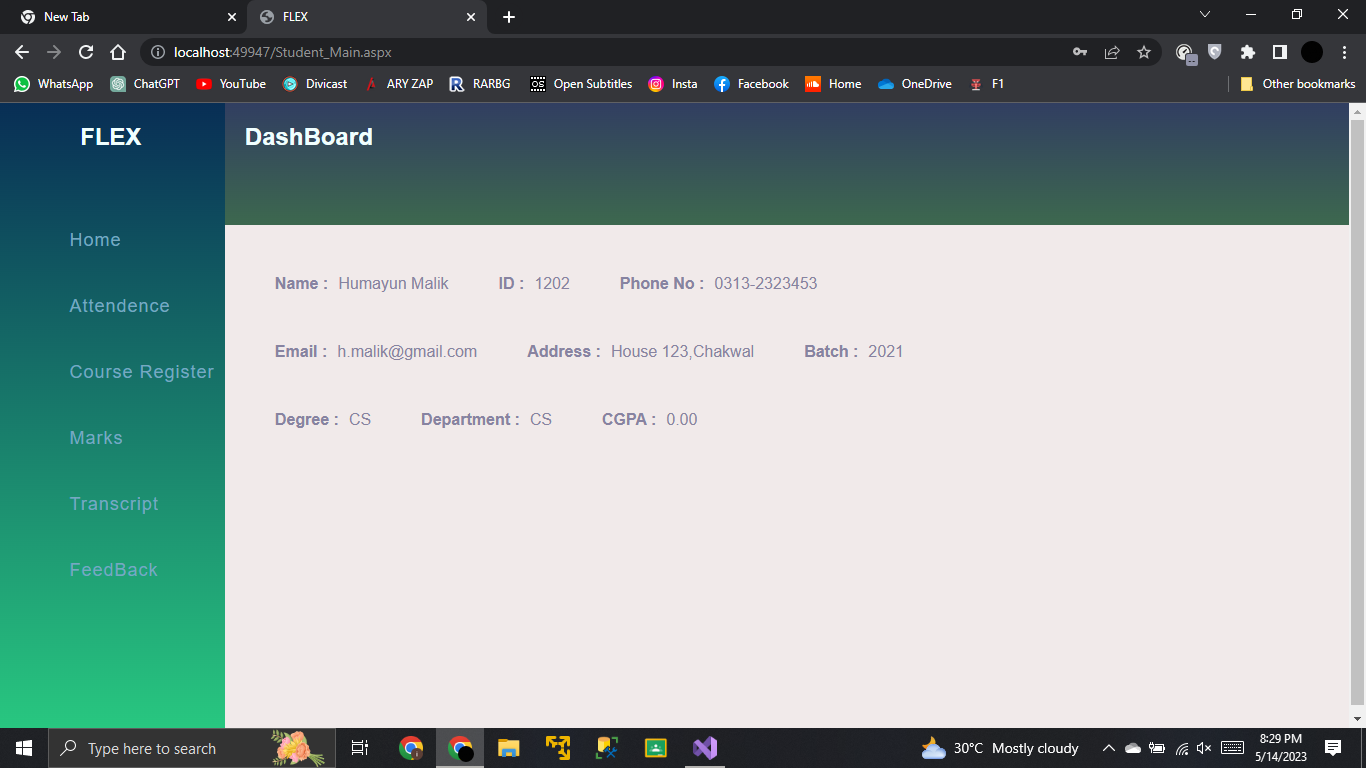 New Tab
FLEX
localhost:49947/Student_Main.aspx
WhatsApp ChatGPT YouTube Divicast ARY ZAP RARBG OS Open Subtitles Insta Facebook Home OneDrive F1 Other bookmarks
FLEX
DashBoard
Home
Attendence
Course Register
Marks
Transcript
FeedBack
Name : Humayun Malik ID : 1202 Phone No : 0313-2323453
Email : h.malik@gmail.com Address : House 123,Chakwal Batch : 2021
Degree : CS Department : CS CGPA : 0.00
Type here to search
30°C Mostly cloudy
8:29 PM
5/14/2023